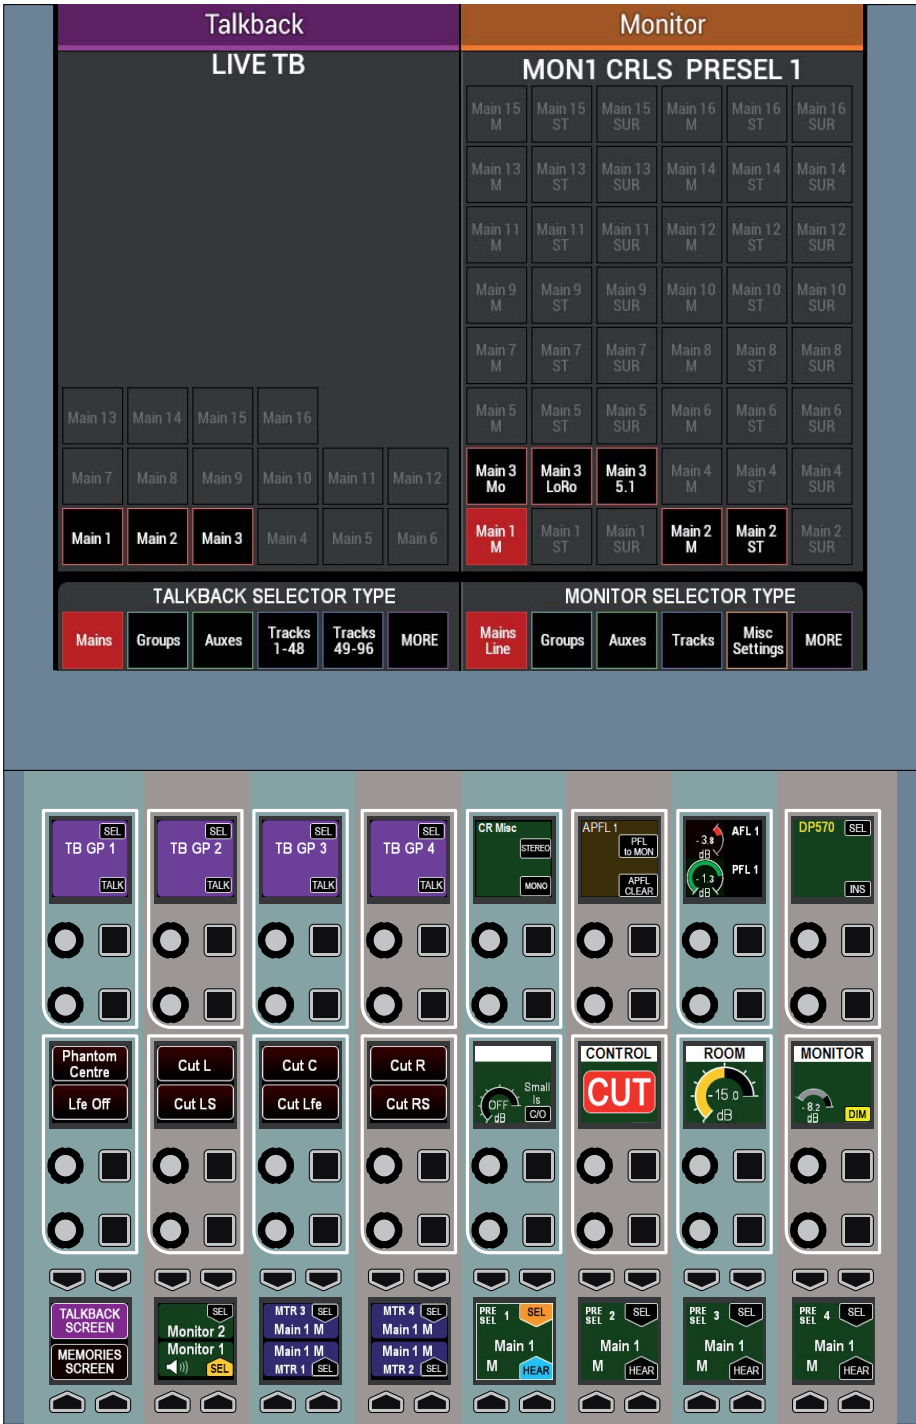 Talkback
Monitor
LIVE TB
MON1 CRLS PRESEL 1
Main 15 M
Main 15 ST
Main 15 SUR
Main 16 M
Main 16 ST
Main 16 SUR
Main 13 M
Main 13 ST
Main 13 SUR
Main 14 M
Main 14 ST
Main 14 SUR
Main 11 M
Main 11 ST
Main 11 SUR
Main 12 M
Main 12 ST
Main 12 SUR
Main 9 M
Main 9 ST
Main 9 SUR
Main 10 M
Main 10 ST
Main 10 SUR
Main 7 M
Main 7 ST
Main 7 SUR
Main 8 M
Main 8 ST
Main 8 SUR
Main 13
Main 14
Main 15
Main 16
Main 5 M
Main 5 ST
Main 5 SUR
Main 6 M
Main 6 ST
Main 6 SUR
Main 7
Main 8
Main 9
Main 10
Main 11
Main 12
Main 3 Mo
Main 3 LoRo
Main 3 5.1
Main 4 M
Main 4 ST
Main 4 SUR
Main 1
Main 2
Main 3
Main 4
Main 5
Main 6
Main 1 M
Main 1 ST
Main 1 SUR
Main 2 M
Main 2 ST
Main 2 SUR
TALKBACK SELECTOR TYPE
MONITOR SELECTOR TYPE
Mains
Groups
Auxes
Tracks 1-48
Tracks 49-96
MORE
Mains Line
Groups
Auxes
Tracks
Misc Settings
MORE
SEL
TB GP 1
TALK
SEL
TB GP 2
TALK
SEL
TB GP 3
TALK
SEL
TB GP 4
TALK
CR Misc
STEREO
MONO
APFL 1
PFL to MON
APFL CLEAR
AFL 1
- 3.8 dB
PFL 1
- 1.3 dB
DP570
SEL
INS
Phantom Centre
Lfe Off
Cut L
Cut LS
Cut C
Cut Lfe
Cut R
Cut RS
Small ls
OFF dB
C/O
CONTROL
CUT
ROOM
-15.0 dB
MONITOR
- 8.2 dB
DIM
TALKBACK SCREEN
MEMORIES SCREEN
SEL
Monitor 2
Monitor 1
SEL
MTR 3 SEL
Main 1 M
Main 1 M
MTR 1 SEL
MTR 4 SEL
Main 1 M
Main 1 M
MTR 2 SEL
PRE SEL 1 SEL
Main 1
M HEAR
PRE SEL 2 SEL
Main 1
M HEAR
PRE SEL 3 SEL
Main 1
M HEAR
PRE SEL 4 SEL
Main 1
M HEAR